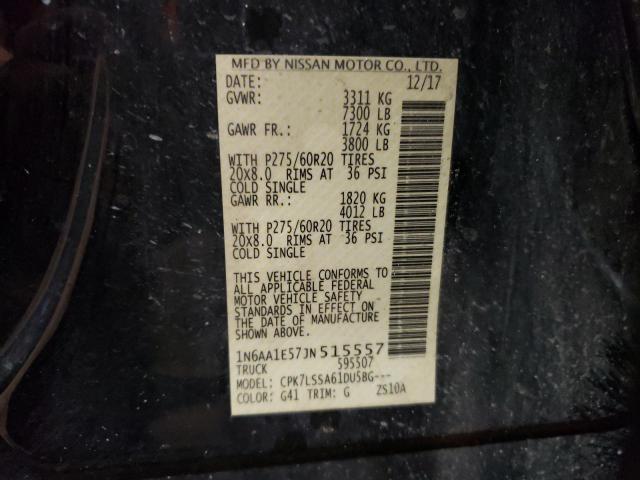 MFD BY NISSAN MOTOR CO., LTD.
DATE: 12/17
GVWR: 3311 KG
7300 LB
GAWR FR.: 1724 KG
3800 LB
WITH P275/60R20 TIRES
20X8.0 RIMS AT 36 PSI
COLD SINGLE
GAWR RR.: 1820 KG
4012 LB
WITH P275/60R20 TIRES
20X8.0 RIMS AT 36 PSI
COLD SINGLE
THIS VEHICLE CONFORMS TO
ALL APPLICABLE FEDERAL
MOTOR VEHICLE SAFETY
STANDARDS IN EFFECT ON
THE DATE OF MANUFACTURE
SHOWN ABOVE.
1N6AA1E57JN515557
TRUCK 595507
MODEL: CPK7LSSA61DU5BG---
COLOR: G41 TRIM: G ZS10A